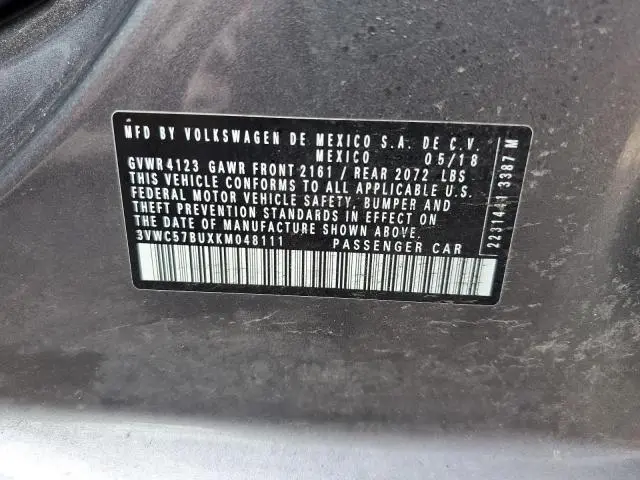 MFD BY VOLKSWAGEN DE MEXICO S.A. DE C.V.
MEXICO 05/18
GVWR 4123 GAWR FRONT 2161 / REAR 2072 LBS
THIS VEHICLE CONFORMS TO ALL APPLICABLE U.S.
FEDERAL MOTOR VEHICLE SAFETY, BUMPER AND
THEFT PREVENTION STANDARDS IN EFFECT ON
THE DATE OF MANUFACTURE SHOWN ABOVE.
3VWC57BUXKM048111 PASSENGER CAR
3387 M